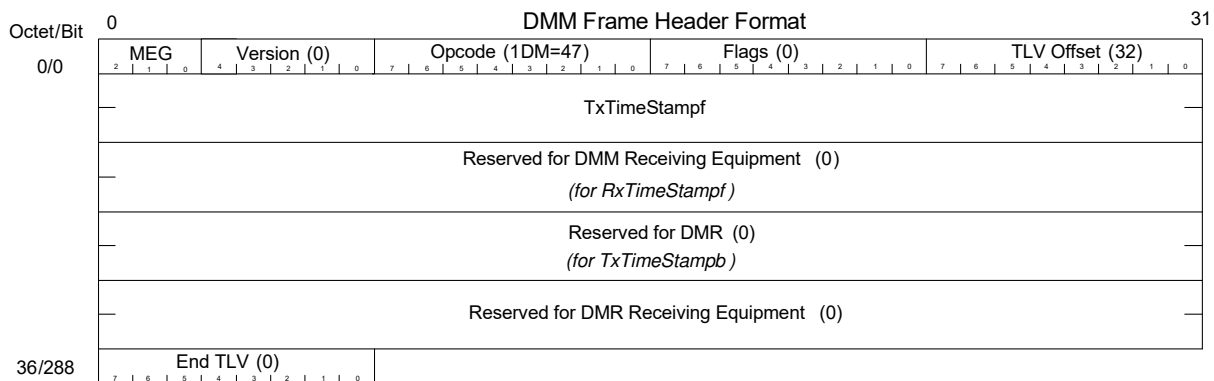 DMM Frame Header Format
Octet/Bit 0 31
MEG Version (0) Opcode (1DM=47) Flags (0) TLV Offset (32)
0/0 2 1 0 4 3 2 1 0 7 6 5 4 3 2 1 0 7 6 5 4 3 2 1 0 7 6 5 4 3 2 1 0
TxTimeStampf
Reserved for DMM Receiving Equipment (0)
(for RxTimeStampf)
Reserved for DMR (0)
(for TxTimeStampb)
Reserved for DMR Receiving Equipment (0)
36/288 End TLV (0)
7 6 5 4 3 2 1 0